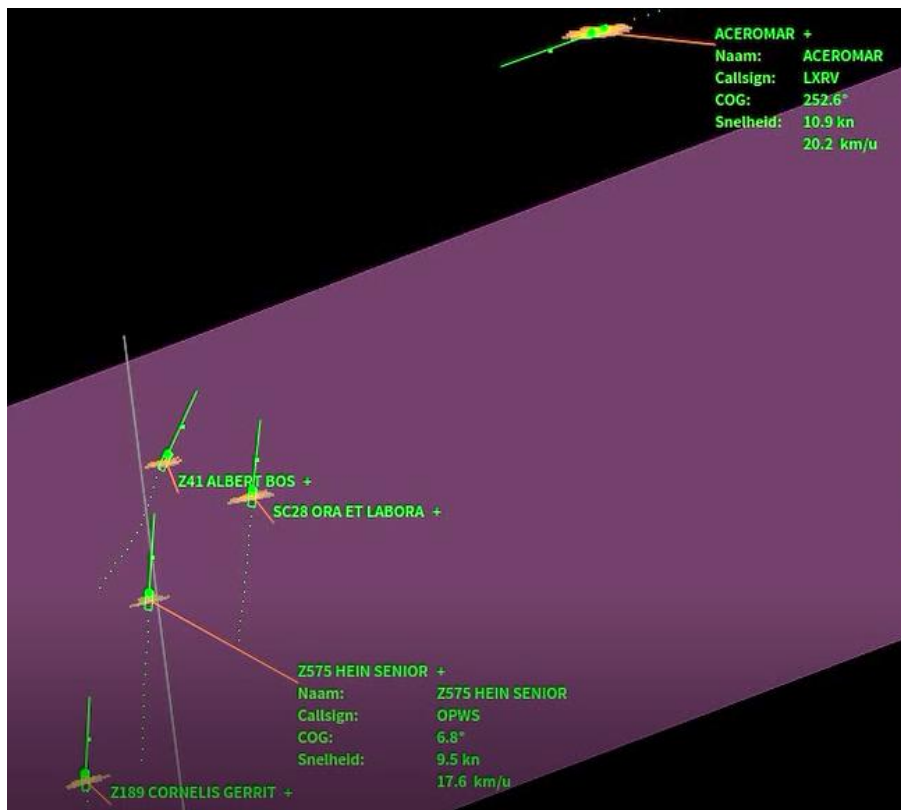 ACEROMAR +
Naam: ACEROMAR
Callsign: LXRV
COG: 252.6°
Snelheid: 10.9 kn
20.2 km/u
Z41 ALBERT BOS +
SC28 ORA ET LABORA +
Z575 HEIN SENIOR +
Naam: Z575 HEIN SENIOR
Callsign: OPWS
COG: 6.8°
Snelheid: 9.5 kn
17.6 km/u
Z189 CORNELIS GERRIT +